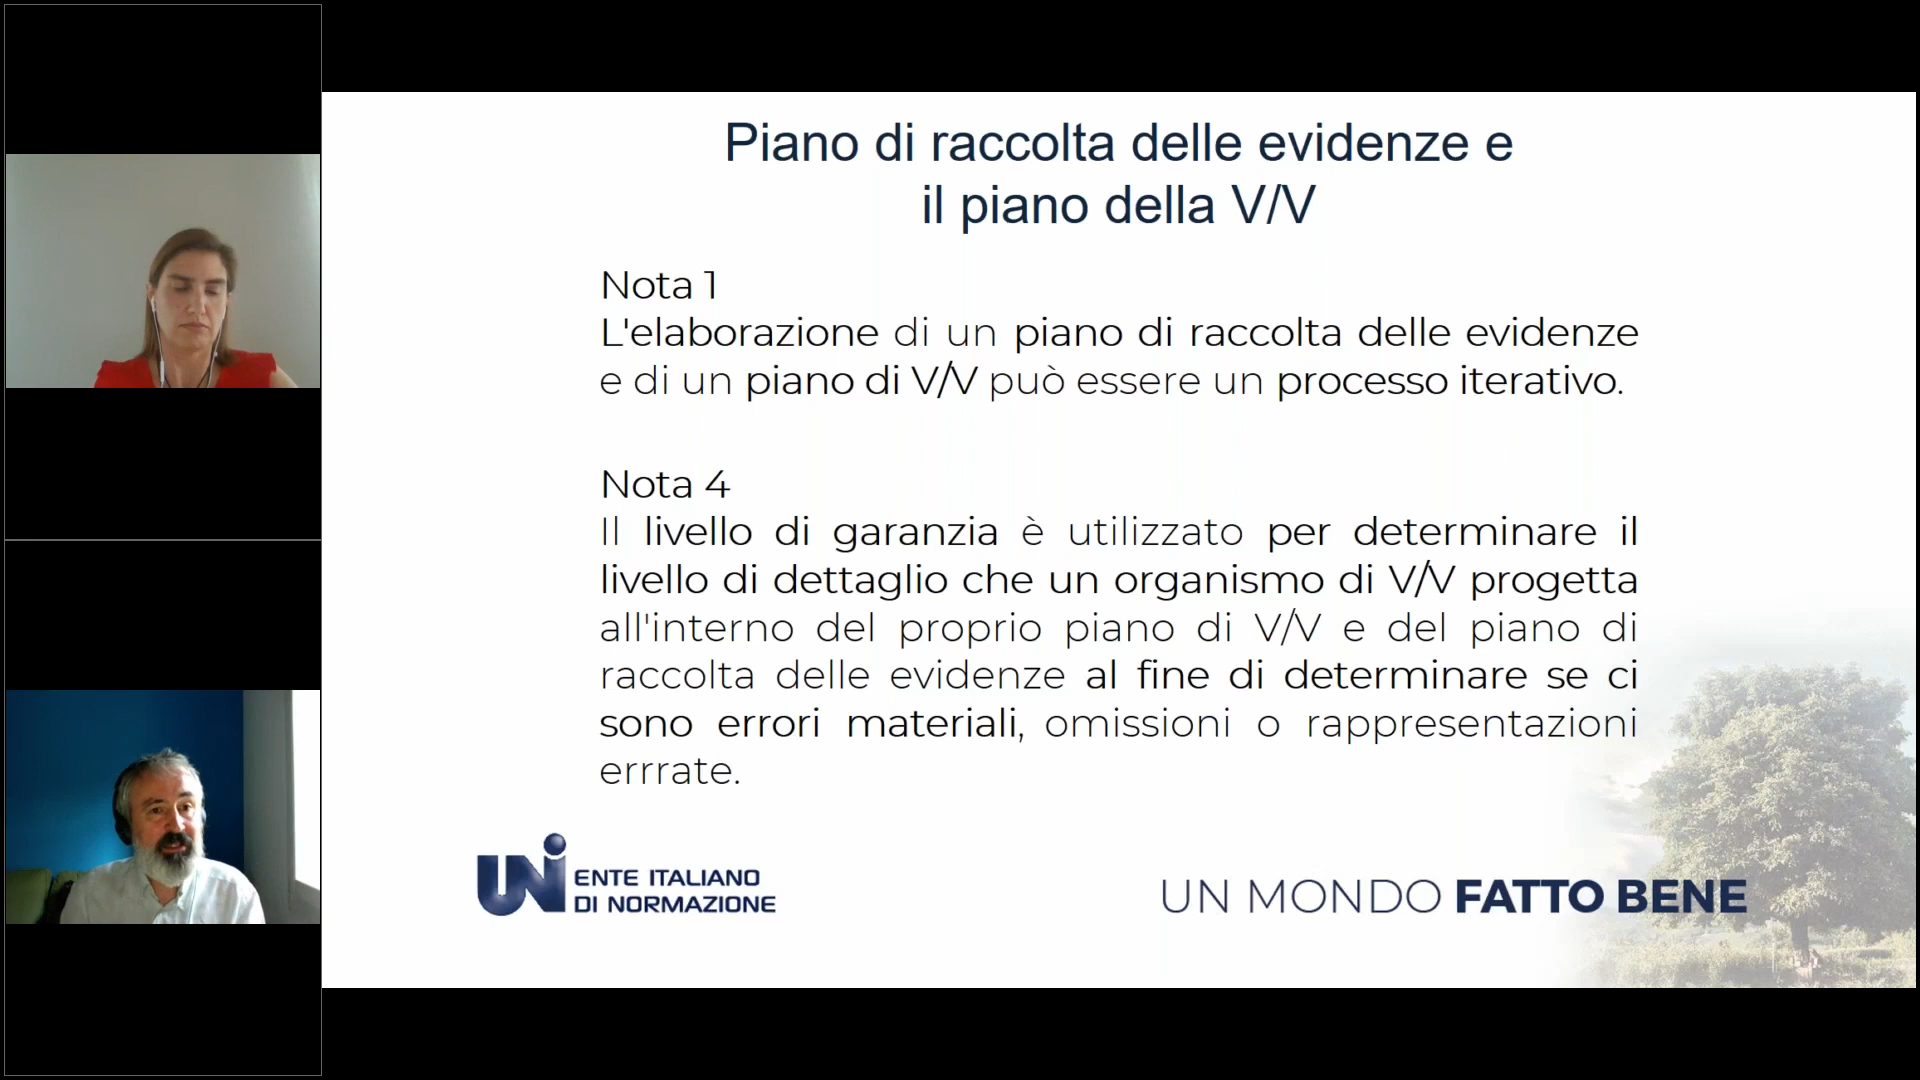 Piano di raccolta delle evidenze e
il piano della V/V
Nota 1
L'elaborazione di un piano di raccolta delle evidenze
e di un piano di V/V può essere un processo iterativo.
Nota 4
Il livello di garanzia è utilizzato per determinare il
livello di dettaglio che un organismo di V/V progetta
all'interno del proprio piano di V/V e del piano di
raccolta delle evidenze al fine di determinare se ci
sono errori materiali, omissioni o rappresentazioni
errrate.
UNI ENTE ITALIANO
DI NORMAZIONE
UN MONDO FATTO BENE